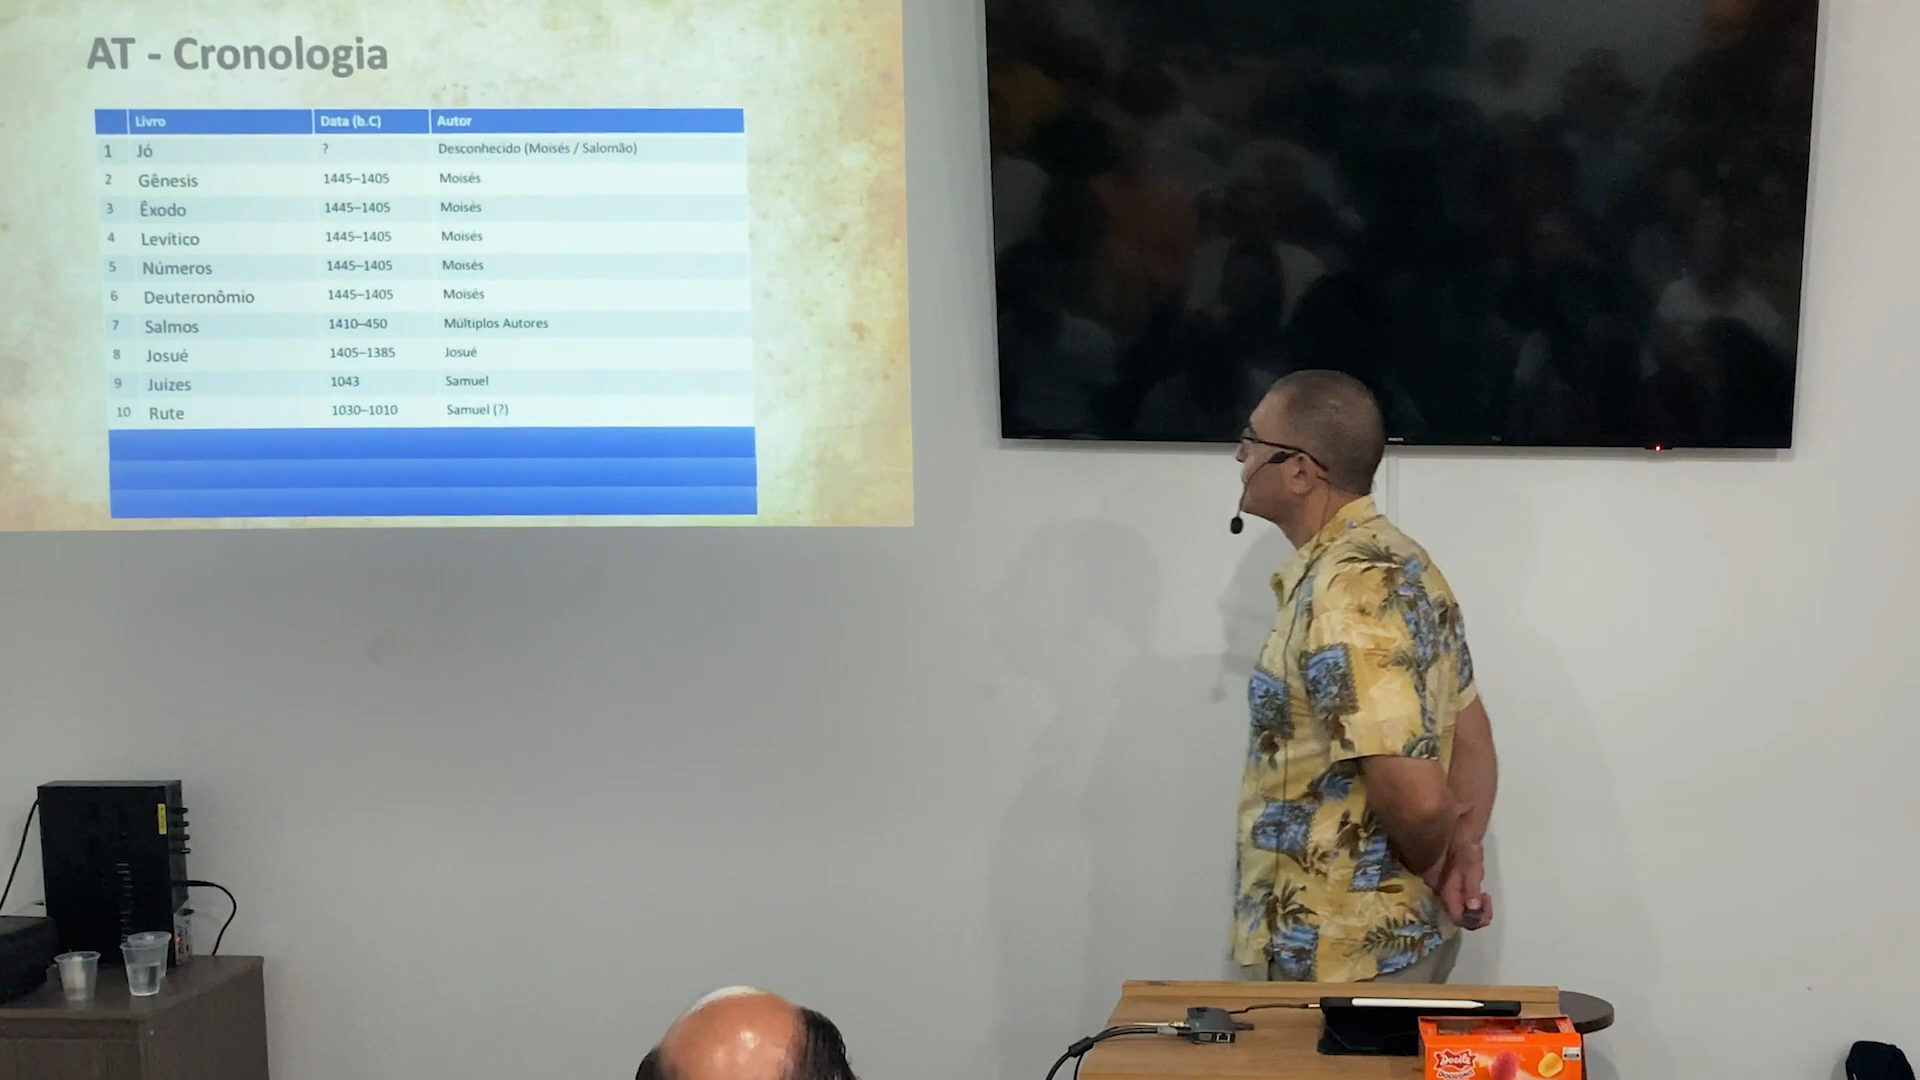 AT - Cronologia
Livro Data (b.C) Autor
1 Jó ? Desconhecido (Moisés / Salomão)
2 Gênesis 1445–1405 Moisés
3 Êxodo 1445–1405 Moisés
4 Levítico 1445–1405 Moisés
5 Números 1445–1405 Moisés
6 Deuteronômio 1445–1405 Moisés
7 Salmos 1410–450 Múltiplos Autores
8 Josué 1405–1385 Josué
9 Juizes 1043 Samuel
10 Rute 1030–1010 Samuel (?)
Docile